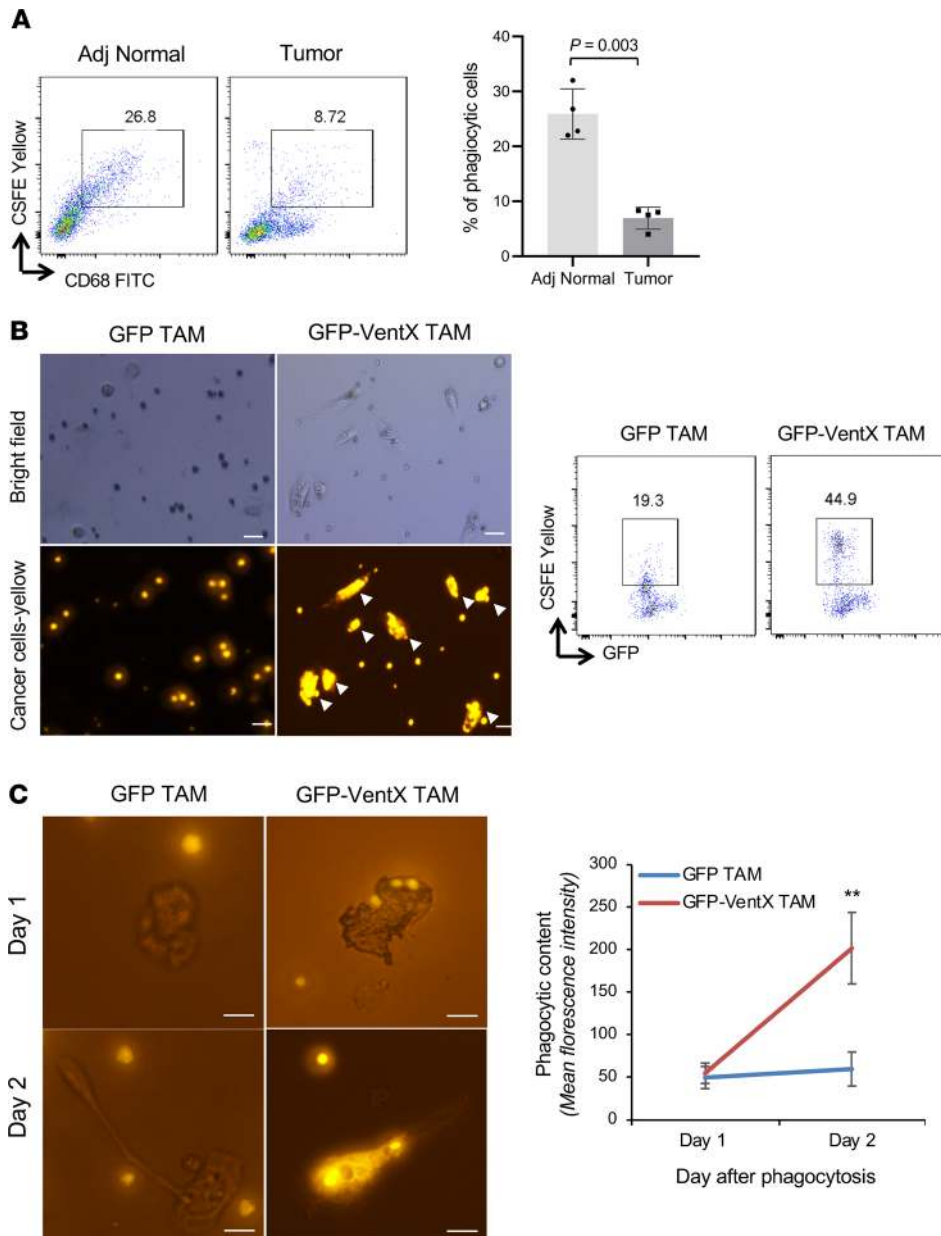 A
Adj Normal
Tumor
26.8
8.72
CSFE Yellow
CD68 FITC
P = 0.003
% of phagiocytic cells
40
30
20
10
0
Adj Normal
Tumor
B
GFP TAM
GFP-VentX TAM
Bright field
Cancer cells-yellow
GFP TAM
GFP-VentX TAM
19.3
44.9
CSFE Yellow
GFP
C
GFP TAM
GFP-VentX TAM
Day 1
Day 2
Phagocytic content
(Mean florescence intensity)
300
250
200
150
100
50
0
GFP TAM
GFP-VentX TAM
**
Day 1
Day 2
Day after phagocytosis